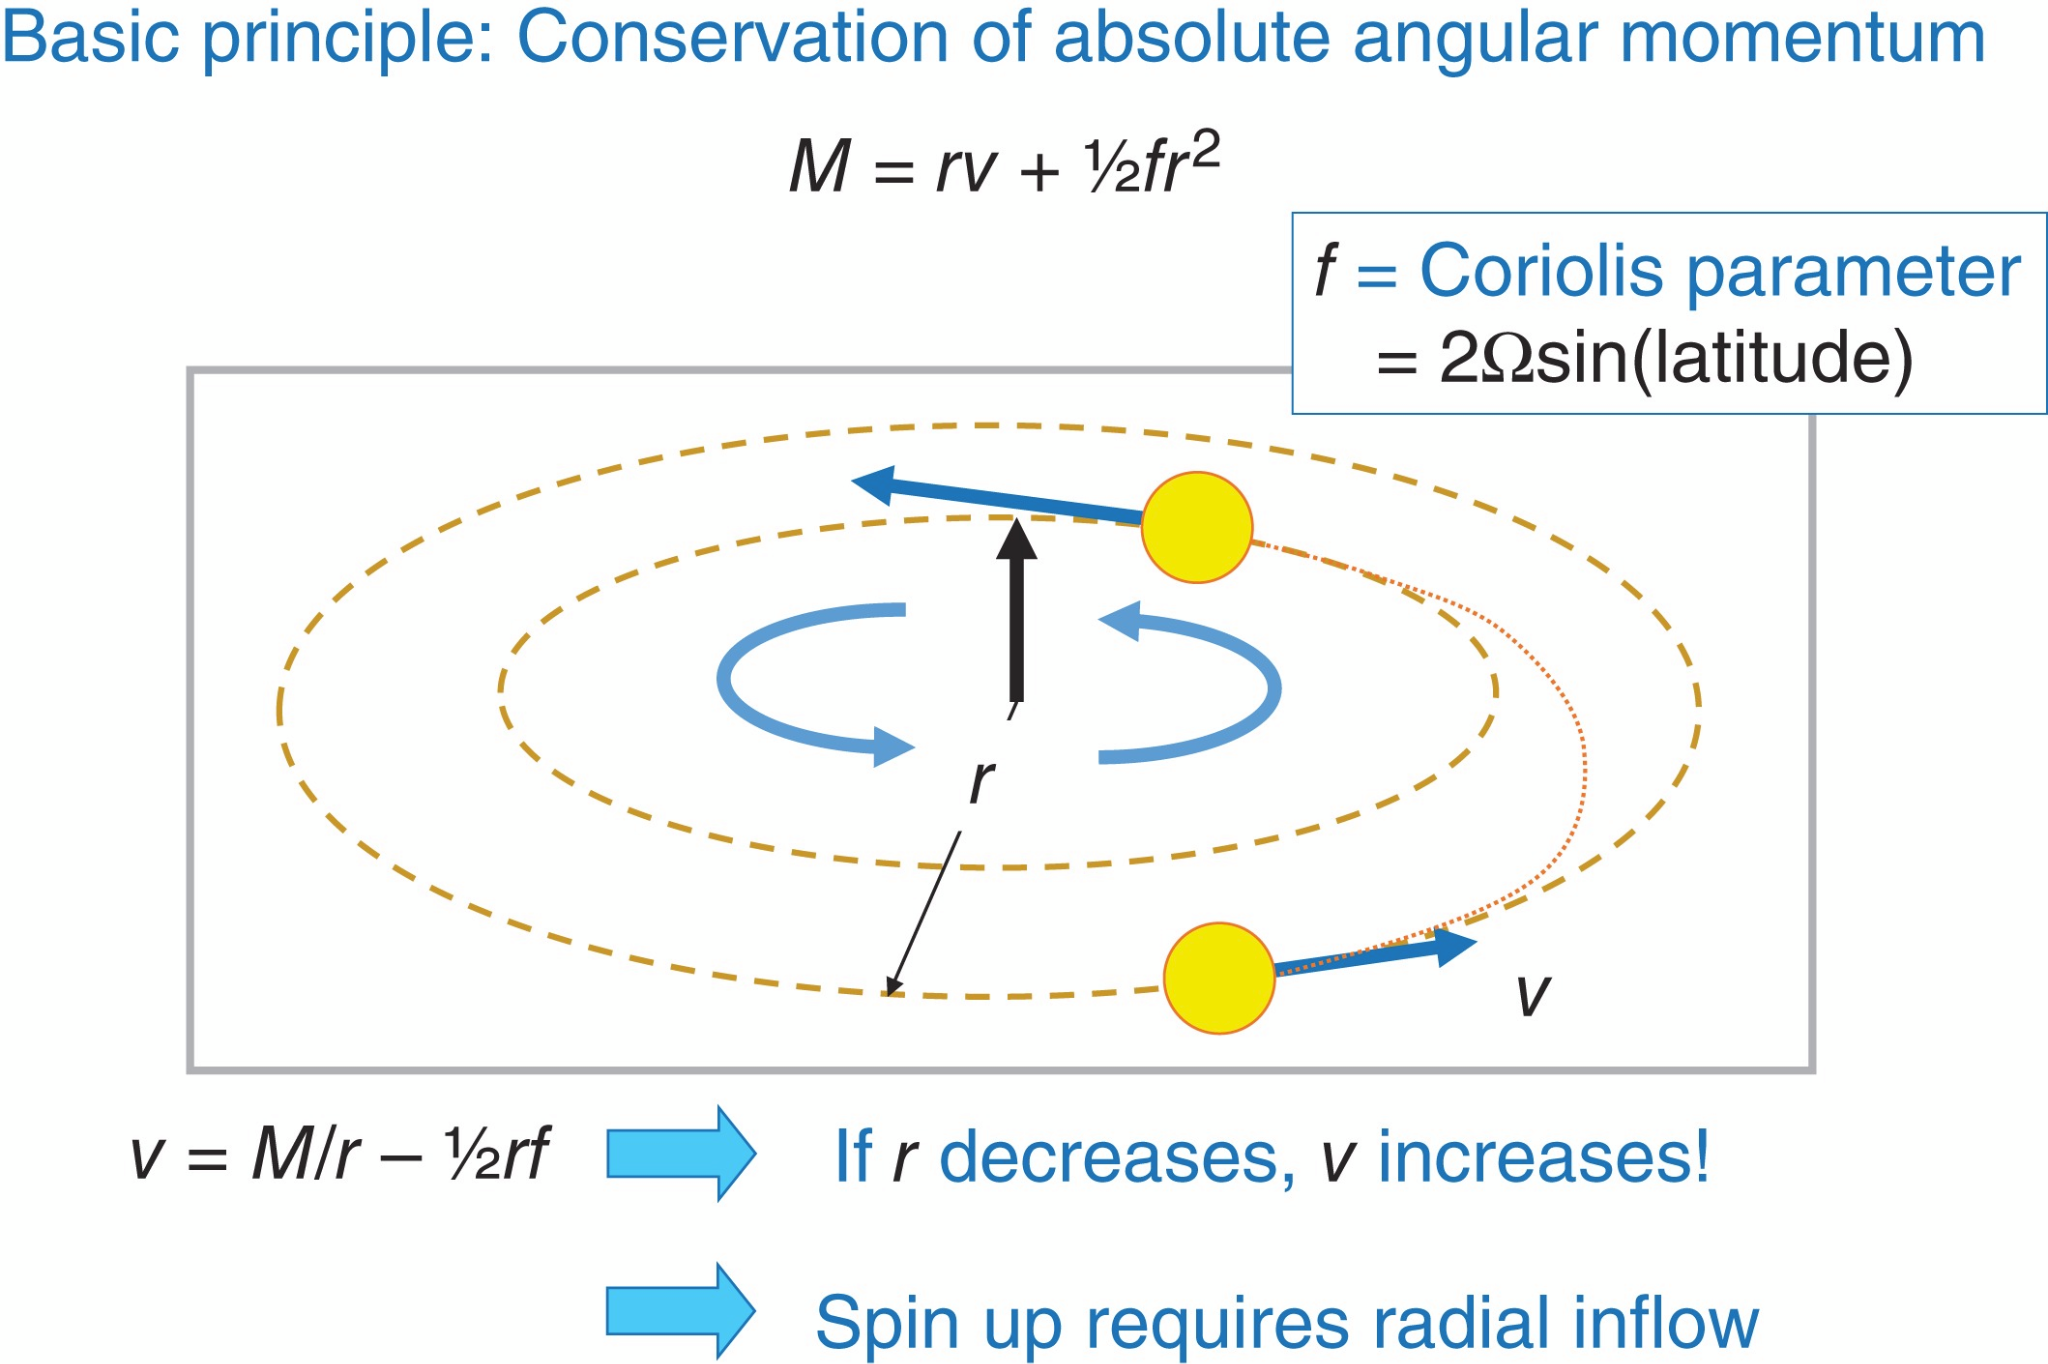 Basic principle: Conservation of absolute angular momentum
M = rv + ½fr²
f = Coriolis parameter
= 2Ωsin(latitude)
r
v
v = M/r – ½rf
If r decreases, v increases!
Spin up requires radial inflow